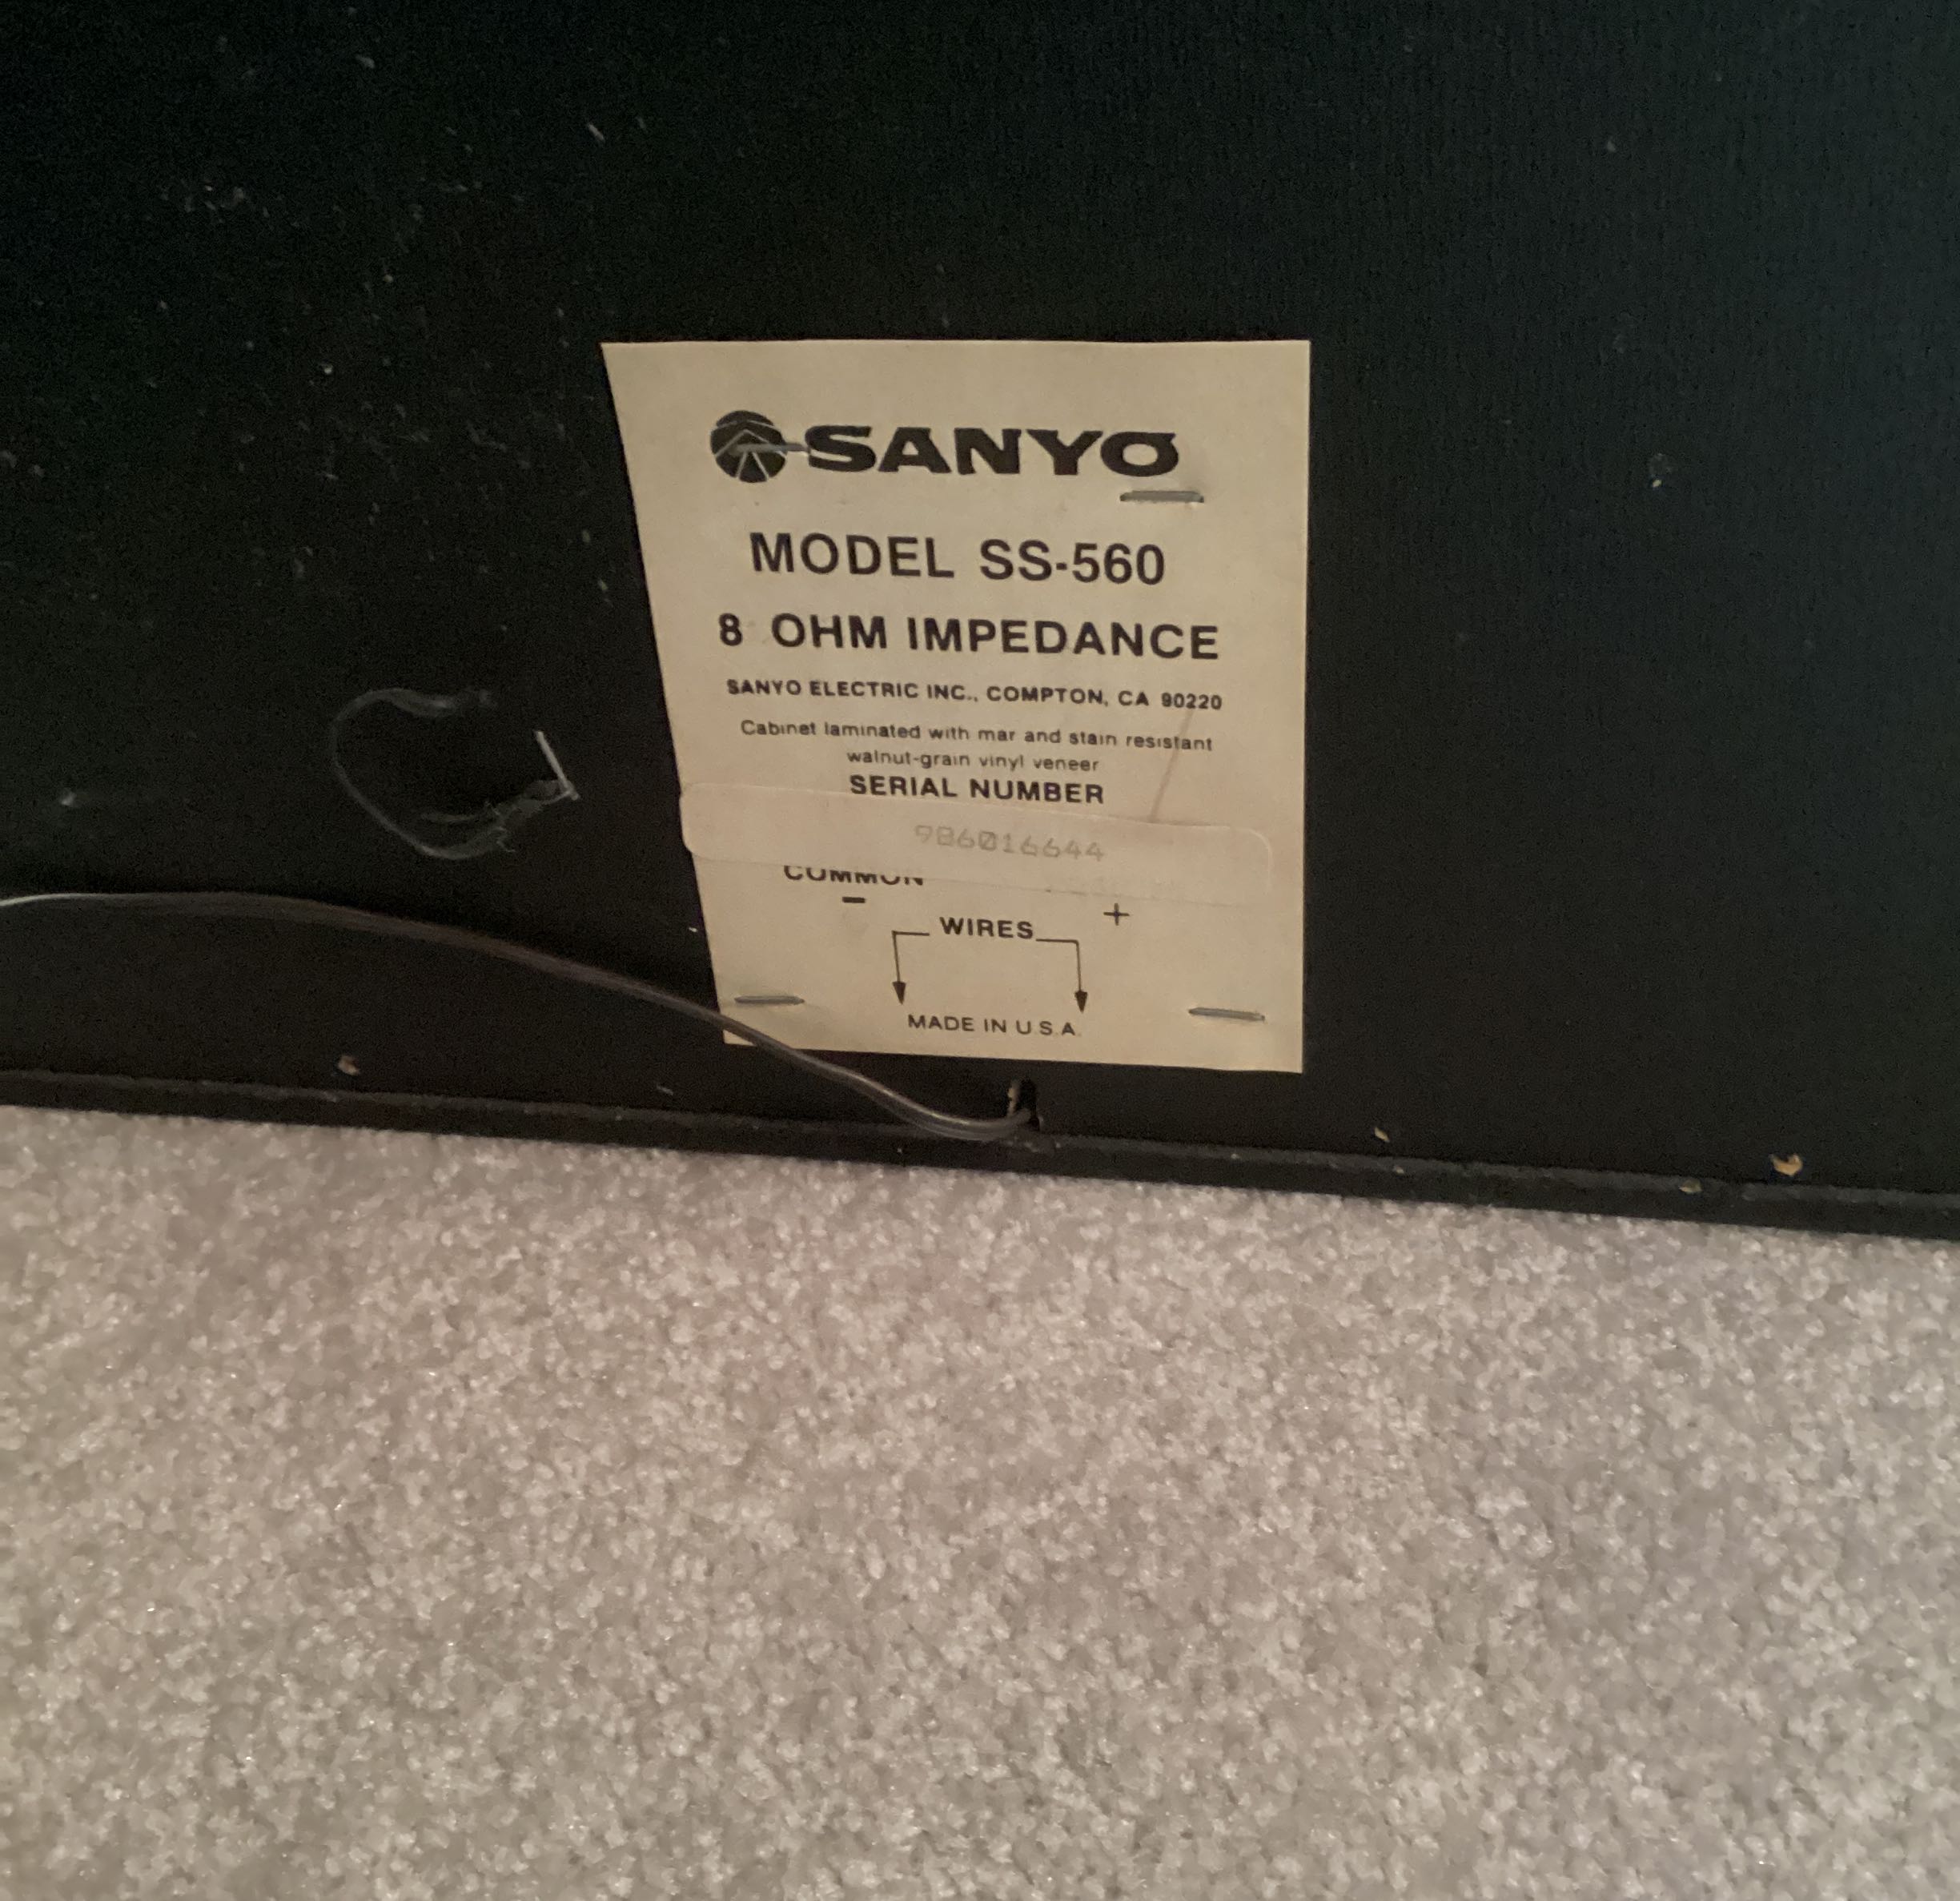 SANYO
MODEL SS-560
8 OHM IMPEDANCE
SANYO ELECTRIC INC., COMPTON, CA 90220
Cabinet laminated with mar and stain resistant
walnut-grain vinyl veneer
SERIAL NUMBER
986016644
COMMON
- +
WIRES
MADE IN U.S.A.